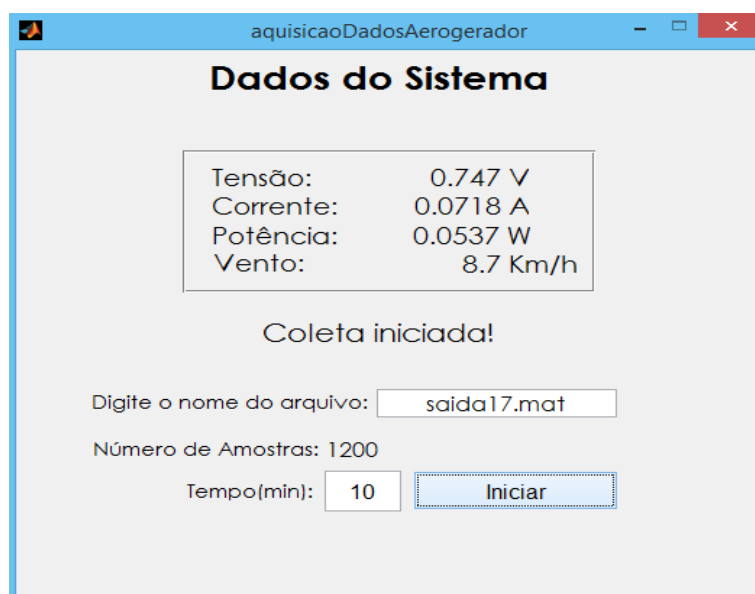 aquisicaoDadosAerogerador
Dados do Sistema
Tensão: 0.747 V
Corrente: 0.0718 A
Potência: 0.0537 W
Vento: 8.7 Km/h
Coleta iniciada!
Digite o nome do arquivo: saida17.mat
Número de Amostras: 1200
Tempo(min): 10 Iniciar